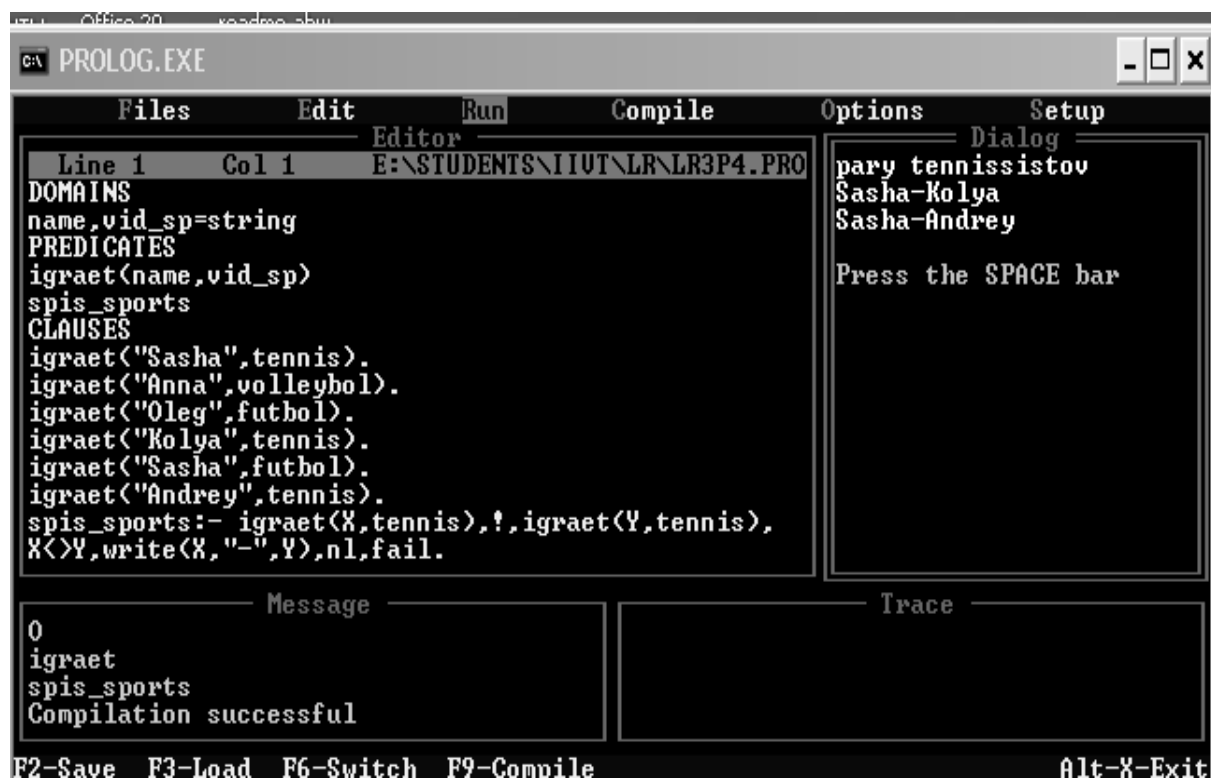 Office 20
PROLOG.EXE
Files Edit Run Compile Options Setup
Editor
Line 1 Col 1 E:\STUDENTS\IIVT\LR\LR3P4.PRO
DOMAINS
name,vid_sp=string
PREDICATES
igraet(name,vid_sp)
spis_sports
CLAUSES
igraet("Sasha",tennis).
igraet("Anna",volleybol).
igraet("Oleg",futbol).
igraet("Kolya",tennis).
igraet("Sasha",futbol).
igraet("Andrey",tennis).
spis_sports:- igraet(X,tennis),!,igraet(Y,tennis),
X<>Y,write(X,"-",Y),nl,fail.
Dialog
pary tennissistov
Sasha-Kolya
Sasha-Andrey
Press the SPACE bar
Message
O
igraet
spis_sports
Compilation successful
Trace
F2-Save F3-Load F6-Switch F9-Compile Alt-X-Exit